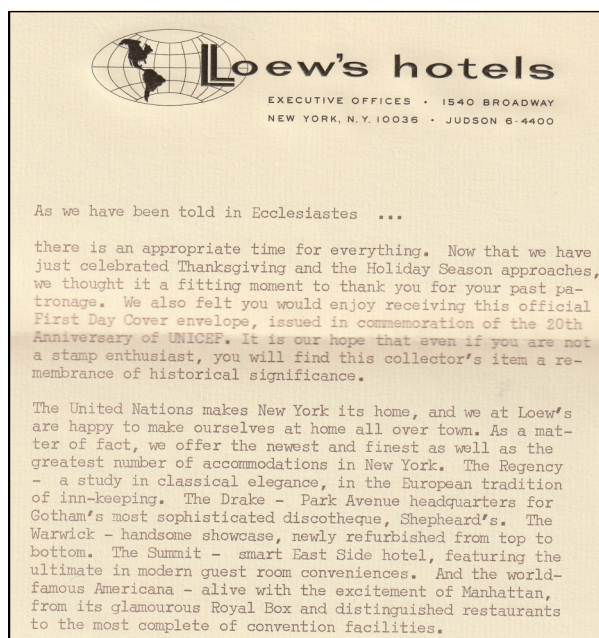 Loew's hotels
EXECUTIVE OFFICES • 1540 BROADWAY
NEW YORK, N.Y. 10036 • JUDSON 6-4400
As we have been told in Ecclesiastes ...
there is an appropriate time for everything. Now that we have
just celebrated Thanksgiving and the Holiday Season approaches,
we thought it a fitting moment to thank you for your past pa-
tronage. We also felt you would enjoy receiving this official
First Day Cover envelope, issued in commemoration of the 20th
Anniversary of UNICEF. It is our hope that even if you are not
a stamp enthusiast, you will find this collector's item a re-
membrance of historical significance.
The United Nations makes New York its home, and we at Loew's
are happy to make ourselves at home all over town. As a mat-
ter of fact, we offer the newest and finest as well as the
greatest number of accommodations in New York. The Regency
- a study in classical elegance, in the European tradition
of inn-keeping. The Drake - Park Avenue headquarters for
Gotham's most sophisticated discotheque, Shepheard's. The
Warwick - handsome showcase, newly refurbished from top to
bottom. The Summit - smart East Side hotel, featuring the
ultimate in modern guest room conveniences. And the world-
famous Americana - alive with the excitement of Manhattan,
from its glamourous Royal Box and distinguished restaurants
to the most complete of convention facilities.